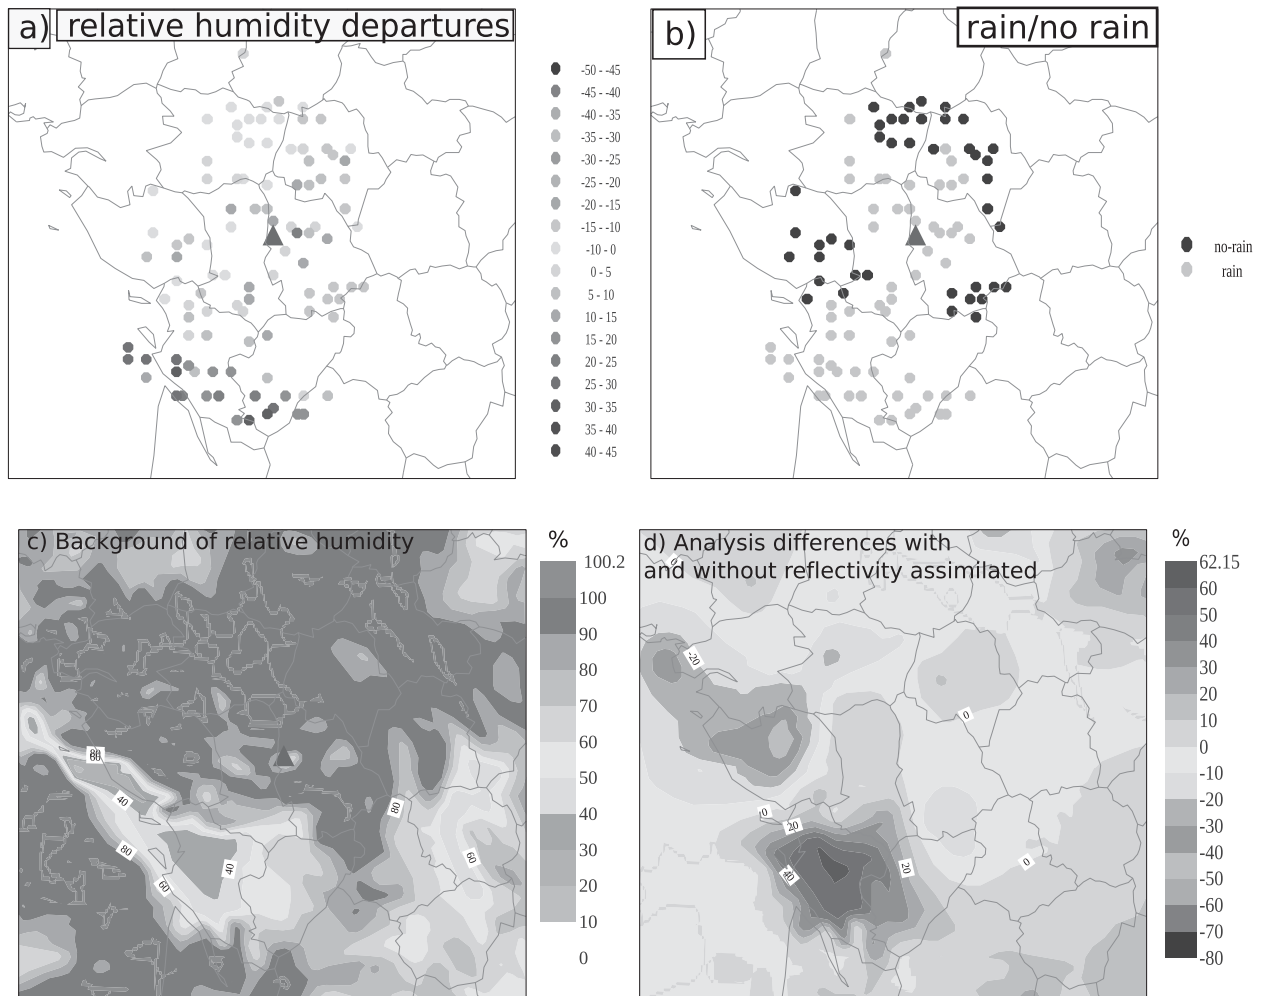 a) relative humidity departures
-50 - -45
-45 - -40
-40 - -35
-35 - -30
-30 - -25
-25 - -20
-20 - -15
-15 - -10
-10 - 0
0 - 5
5 - 10
10 - 15
15 - 20
20 - 25
25 - 30
30 - 35
35 - 40
40 - 45
b) rain/no rain
no-rain
rain
c) Background of relative humidity
80
60
40
80
60
40
80
60
%
100.2
100
90
80
70
60
50
40
30
20
10
0
d) Analysis differences with
and without reflectivity assimilated
-20
0
0
20
40
20
0
%
62.15
60
50
40
30
20
10
0
-10
-20
-30
-40
-50
-60
-70
-80